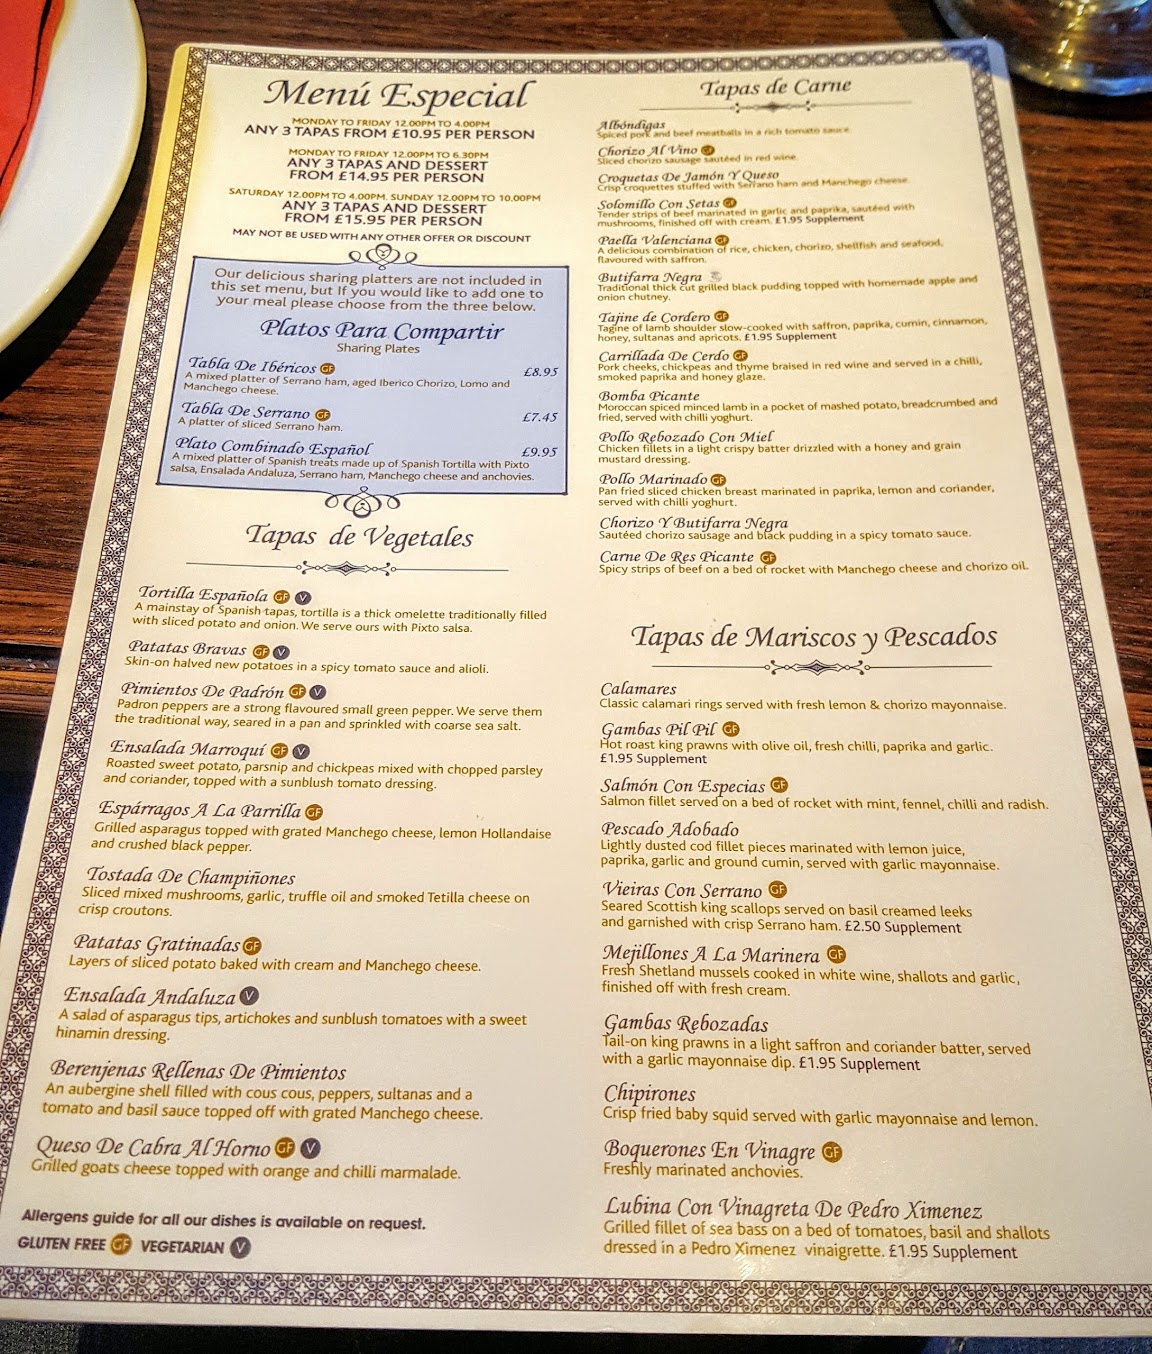 Menú Especial
MONDAY TO FRIDAY 12.00PM TO 4.00PM
ANY 3 TAPAS FROM £10.95 PER PERSON
MONDAY TO FRIDAY 12.00PM TO 6.30PM
ANY 3 TAPAS AND DESSERT
FROM £14.95 PER PERSON
SATURDAY 12.00PM TO 4.00PM. SUNDAY 12.00PM TO 10.00PM
ANY 3 TAPAS AND DESSERT
FROM £15.95 PER PERSON
MAY NOT BE USED WITH ANY OTHER OFFER OR DISCOUNT
Our delicious sharing platters are not included in
this set menu, but If you would like to add one to
your meal please choose from the three below.
Platos Para Compartir
Sharing Plates
Tabla De Ibéricos GF £8.95
A mixed platter of Serrano ham, aged Iberico Chorizo, Lomo and
Manchego cheese.
Tabla De Serrano GF £7.45
A platter of sliced Serrano ham.
Plato Combinado Español £9.95
A mixed platter of Spanish treats made up of Spanish Tortilla with Pixto
salsa, Ensalada Andaluza, Serrano ham, Manchego cheese and anchovies.
Tapas de Vegetales
Tortilla Española GF V
A mainstay of Spanish tapas, tortilla is a thick omelette traditionally filled
with sliced potato and onion. We serve ours with Pixto salsa.
Patatas Bravas GF V
Skin-on halved new potatoes in a spicy tomato sauce and alioli.
Pimientos De Padrón GF V
Padron peppers are a strong flavoured small green pepper. We serve them
the traditional way, seared in a pan and sprinkled with coarse sea salt.
Ensalada Marroquí GF V
Roasted sweet potato, parsnip and chickpeas mixed with chopped parsley
and coriander, topped with a sunblush tomato dressing.
Espárragos A La Parrilla GF
Grilled asparagus topped with grated Manchego cheese, lemon Hollandaise
and crushed black pepper.
Tostada De Champiñones
Sliced mixed mushrooms, garlic, truffle oil and smoked Tetilla cheese on
crisp croutons.
Patatas Gratinadas GF
Layers of sliced potato baked with cream and Manchego cheese.
Ensalada Andaluza V
A salad of asparagus tips, artichokes and sunblush tomatoes with a sweet
hinamin dressing.
Berenjenas Rellenas De Pimientos
An aubergine shell filled with cous cous, peppers, sultanas and a
tomato and basil sauce topped off with grated Manchego cheese.
Queso De Cabra Al Horno GF V
Grilled goats cheese topped with orange and chilli marmalade.
Allergens guide for all our dishes is available on request.
GLUTEN FREE GF VEGETARIAN V
Tapas de Carne
Albóndigas
Spiced pork and beef meatballs in a rich tomato sauce
Chorizo Al Vino GF
Sliced chorizo sausage sautéed in red wine.
Croquetas De Jamón Y Queso
Crisp croquettes stuffed with Serrano ham and Manchego cheese.
Solomillo Con Setas GF
Tender strips of beef marinated in garlic and paprika, sautéed with
mushrooms, finished off with cream. £1.95 Supplement
Paella Valenciana GF
A delicious combination of rice, chicken, chorizo, shellfish and seafood,
flavoured with saffron.
Butifarra Negra
Traditional thick cut grilled black pudding topped with homemade apple and
onion chutney.
Tajine de Cordero GF
Tagine of lamb shoulder slow-cooked with saffron, paprika, cumin, cinnamon,
honey, sultanas and apricots. £1.95 Supplement
Carrillada De Cerdo GF
Pork cheeks, chickpeas and thyme braised in red wine and served in a chilli,
smoked paprika and honey glaze.
Bomba Picante
Moroccan spiced minced lamb in a pocket of mashed potato, breadcrumbed and
fried, served with chilli yoghurt.
Pollo Rebozado Con Miel
Chicken fillets in a light crispy batter drizzled with a honey and grain
mustard dressing.
Pollo Marinado GF
Pan fried sliced chicken breast marinated in paprika, lemon and coriander,
served with chilli yoghurt.
Chorizo Y Butifarra Negra
Sautéed chorizo sausage and black pudding in a spicy tomato sauce.
Carne De Res Picante GF
Spicy strips of beef on a bed of rocket with Manchego cheese and chorizo oil.
Tapas de Mariscos y Pescados
Calamares
Classic calamari rings served with fresh lemon & chorizo mayonnaise.
Gambas Pil Pil GF
Hot roast king prawns with olive oil, fresh chilli, paprika and garlic.
£1.95 Supplement
Salmón Con Especias GF
Salmon fillet served on a bed of rocket with mint, fennel, chilli and radish.
Pescado Adobado
Lightly dusted cod fillet pieces marinated with lemon juice,
paprika, garlic and ground cumin, served with garlic mayonnaise.
Vieiras Con Serrano GF
Seared Scottish king scallops served on basil creamed leeks
and garnished with crisp Serrano ham. £2.50 Supplement
Mejillones A La Marinera GF
Fresh Shetland mussels cooked in white wine, shallots and garlic,
finished off with fresh cream.
Gambas Rebozadas
Tail-on king prawns in a light saffron and coriander batter, served
with a garlic mayonnaise dip. £1.95 Supplement
Chipirones
Crisp fried baby squid served with garlic mayonnaise and lemon.
Boquerones En Vinagre GF
Freshly marinated anchovies.
Lubina Con Vinagreta De Pedro Ximenez
Grilled fillet of sea bass on a bed of tomatoes, basil and shallots
dressed in a Pedro Ximenez vinaigrette. £1.95 Supplement